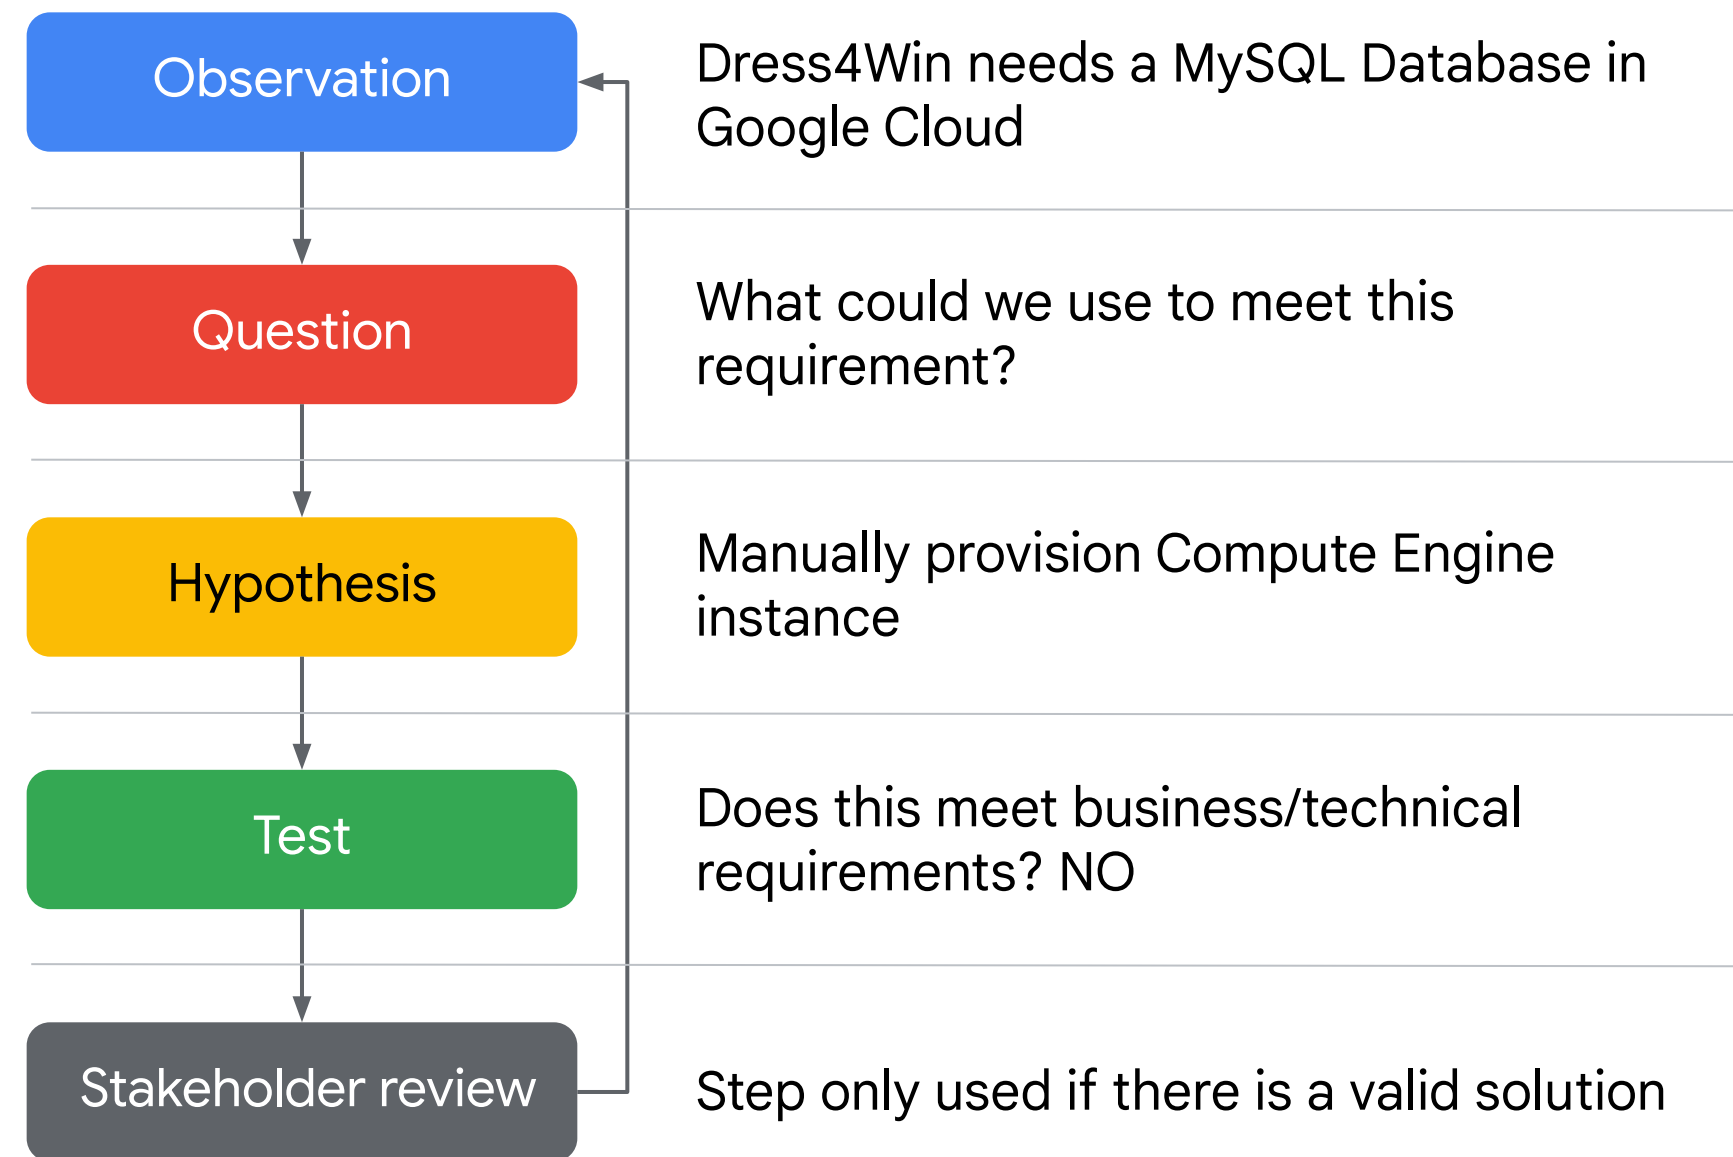 Observation
Dress4Win needs a MySQL Database in
Google Cloud
Question
What could we use to meet this
requirement?
Hypothesis
Manually provision Compute Engine
instance
Test
Does this meet business/technical
requirements? NO
Stakeholder review
Step only used if there is a valid solution